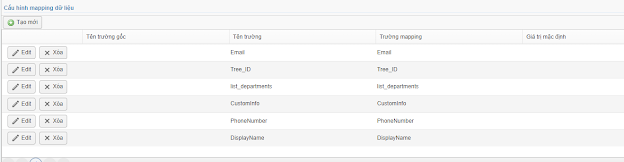 Cấu hình mapping dữ liệu
Tạo mới
Tên trường gốc Tên trường Trường mapping Giá trị mặc định
Edit Xóa Email Email
Edit Xóa Tree_ID Tree_ID
Edit Xóa list_departments list_departments
Edit Xóa CustomInfo CustomInfo
Edit Xóa PhoneNumber PhoneNumber
Edit Xóa DisplayName DisplayName